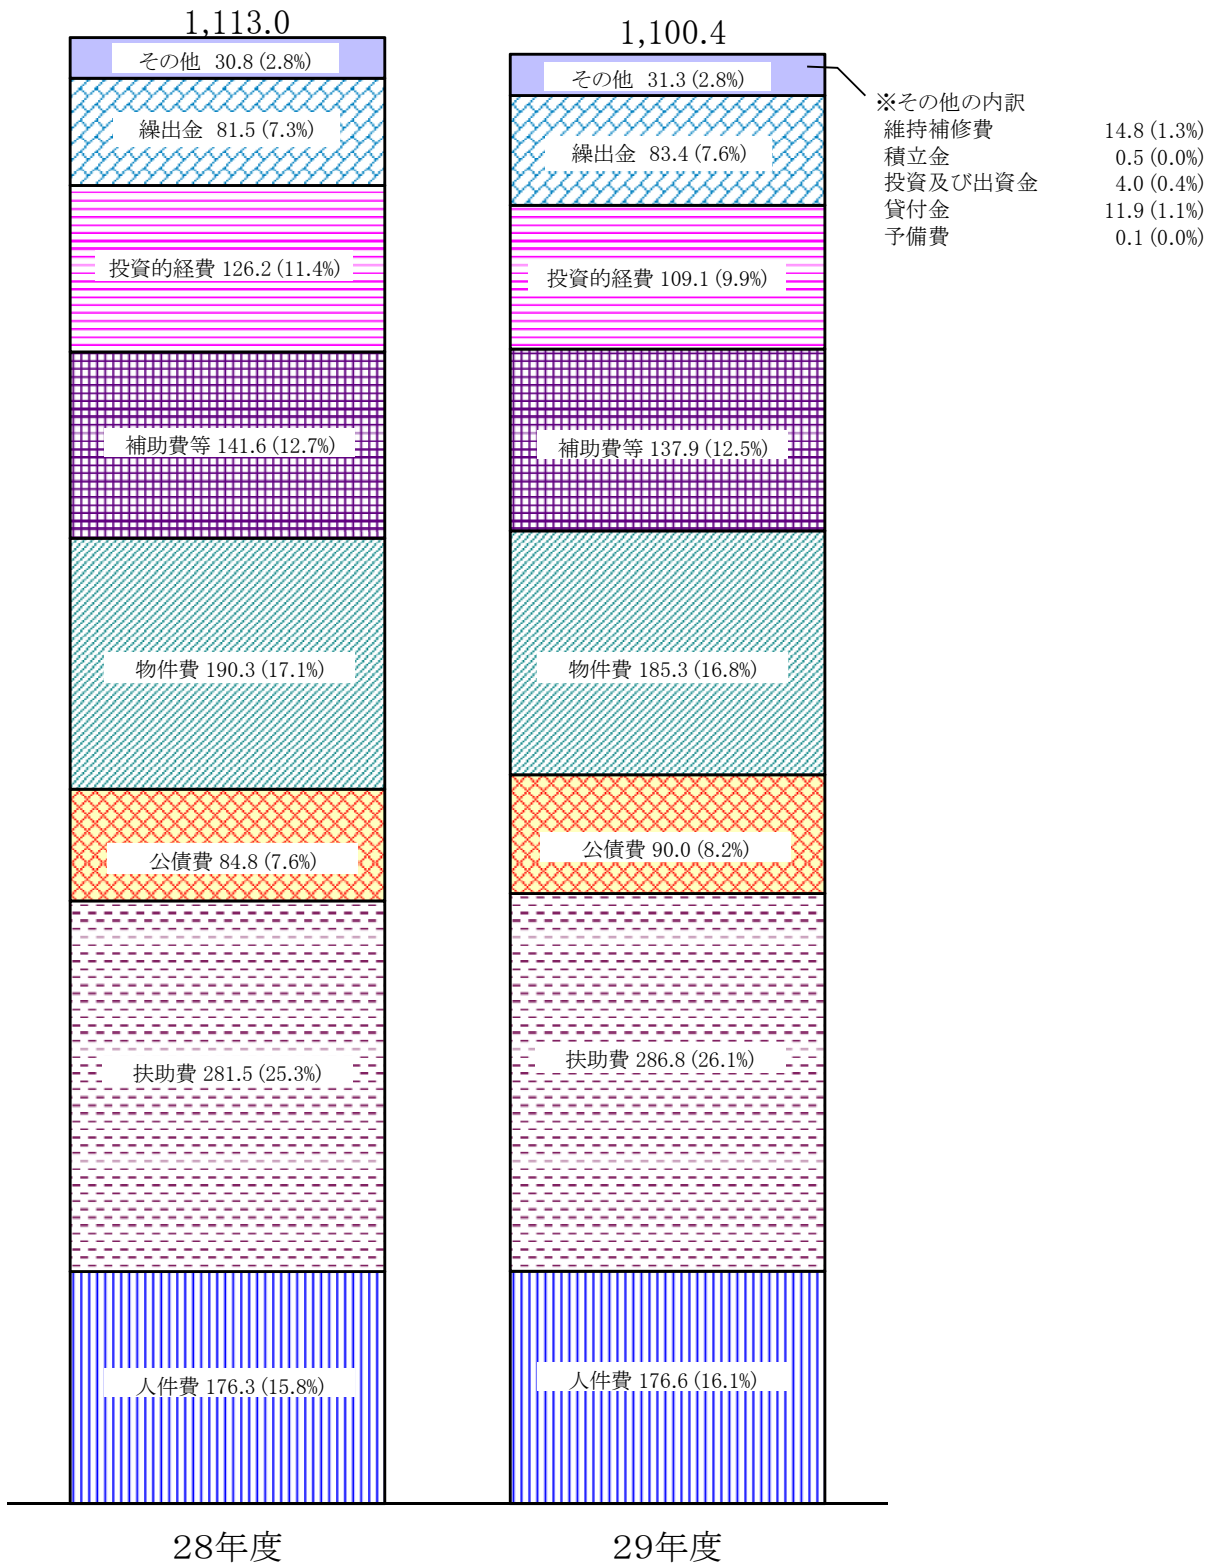 1,113.0
その他 30.8 (2.8%)
繰出金 81.5 (7.3%)
投資的経費 126.2 (11.4%)
補助費等 141.6 (12.7%)
物件費 190.3 (17.1%)
公債費 84.8 (7.6%)
扶助費 281.5 (25.3%)
人件費 176.3 (15.8%)
28年度
1,100.4
その他 31.3 (2.8%)
繰出金 83.4 (7.6%)
投資的経費 109.1 (9.9%)
補助費等 137.9 (12.5%)
物件費 185.3 (16.8%)
公債費 90.0 (8.2%)
扶助費 286.8 (26.1%)
人件費 176.6 (16.1%)
29年度
※その他の内訳
維持補修費 14.8 (1.3%)
積立金 0.5 (0.0%)
投資及び出資金 4.0 (0.4%)
貸付金 11.9 (1.1%)
予備費 0.1 (0.0%)